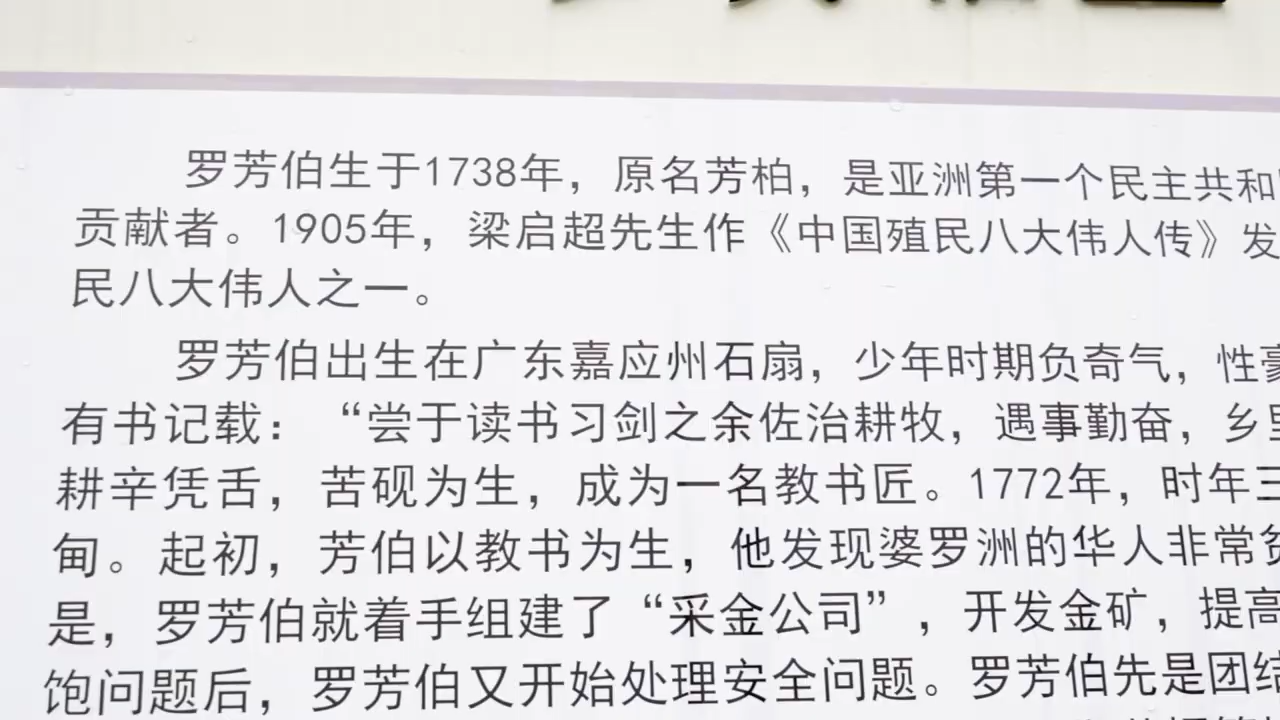 罗芳伯生于1738年，原名芳柏，是亚洲第一个民主共和
贡献者。1905年，梁启超先生作《中国殖民八大伟人传》发
民八大伟人之一。
罗芳伯出生在广东嘉应州石扇，少年时期负奇气，性豪
有书记载：“尝于读书习剑之余佐治耕牧，遇事勤奋，乡里
耕辛凭舌，苦砚为生，成为一名教书匠。1772年，时年三
甸。起初，芳伯以教书为生，他发现婆罗洲的华人非常贫
是，罗芳伯就着手组建了“采金公司”，开发金矿，提高
饱问题后，罗芳伯又开始处理安全问题。罗芳伯先是团结